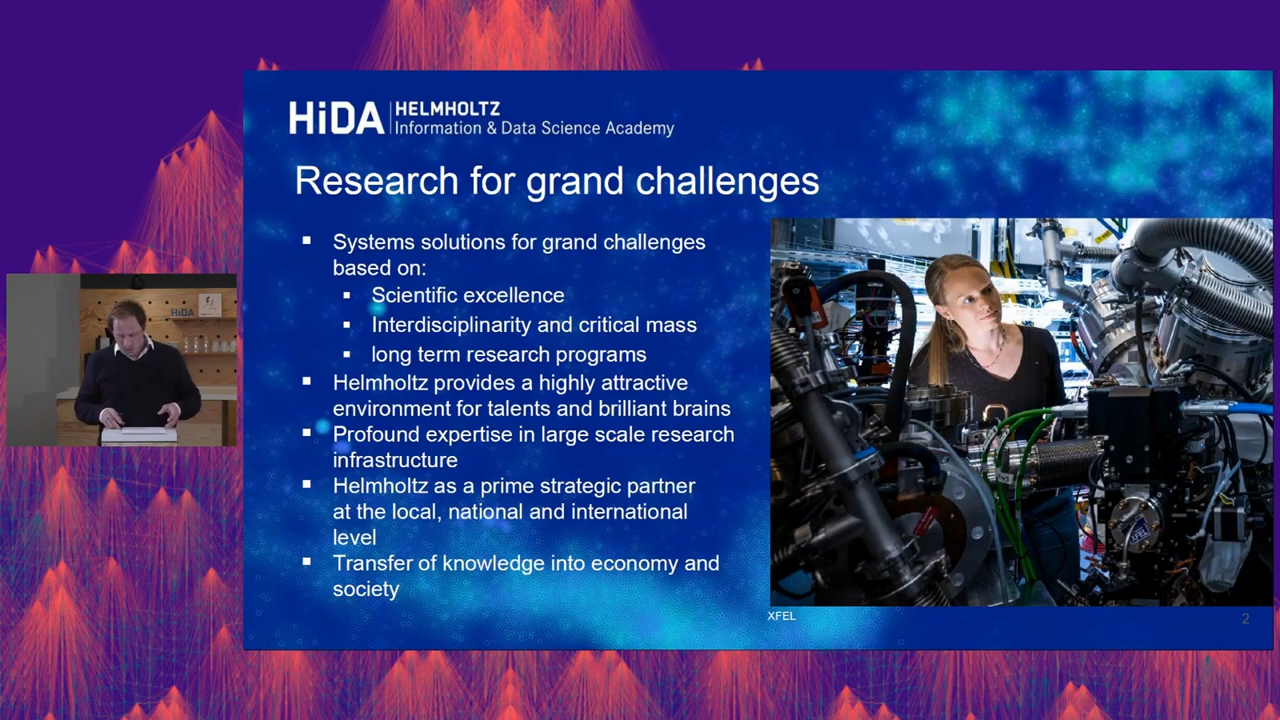 HiDA
HELMHOLTZ
Information & Data Science Academy
Research for grand challenges
Systems solutions for grand challenges
based on:
Scientific excellence
Interdisciplinarity and critical mass
long term research programs
Helmholtz provides a highly attractive
environment for talents and brilliant brains
Profound expertise in large scale research
infrastructure
Helmholtz as a prime strategic partner
at the local, national and international
level
Transfer of knowledge into economy and
society
HiDA
XFEL
XFEL
2